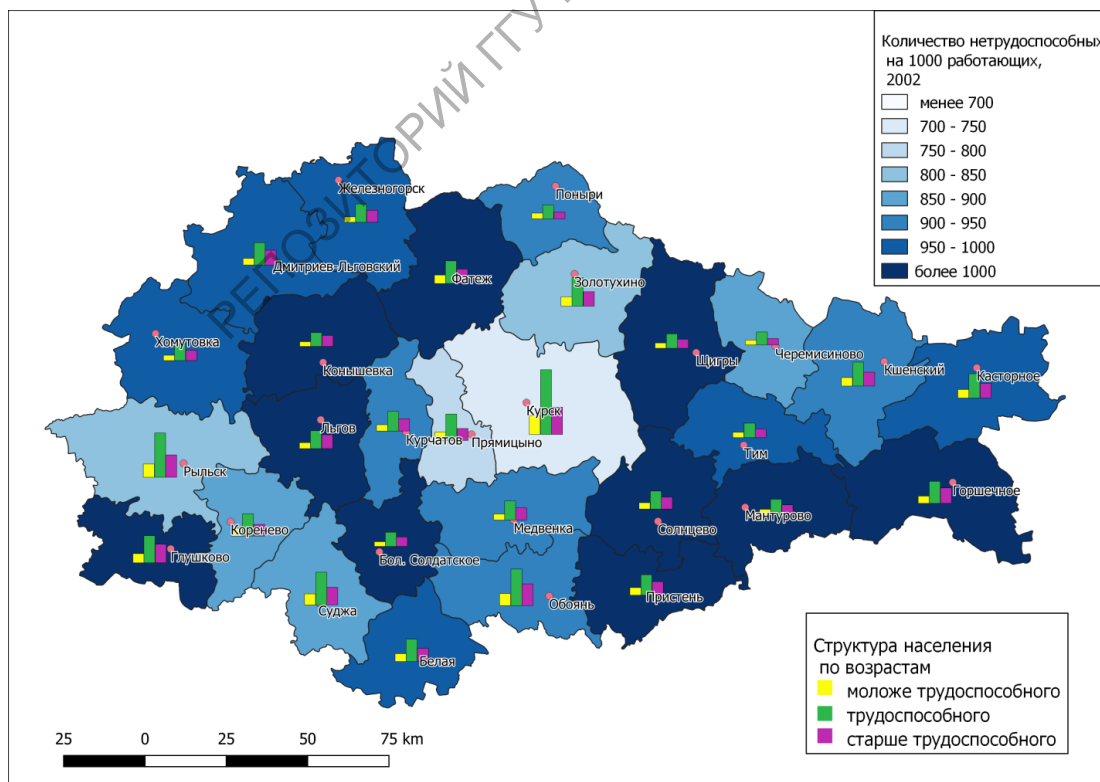 РЕПОЗИТОРИЙ ГГУ
Количество нетрудоспособных
на 1000 работающих,
2002
менее 700
700 - 750
750 - 800
800 - 850
850 - 900
900 - 950
950 - 1000
более 1000
Железногорск
Поныри
Дмитриев-Льговский
Фатеж
Золотухино
Хомутовка
Конышевка
Щигры
Черемисиново
Кшенский
Касторное
Льгов
Курчатов
Прямицыно
Курск
Тим
Рыльск
Коренево
Глушково
Бол. Солдатское
Медвенка
Солнцево
Мантурово
Горшечное
Суджа
Обоянь
Пристень
Белая
Структура населения
по возрастам
моложе трудоспособного
трудоспособного
старше трудоспособного
25 0 25 50 75 km